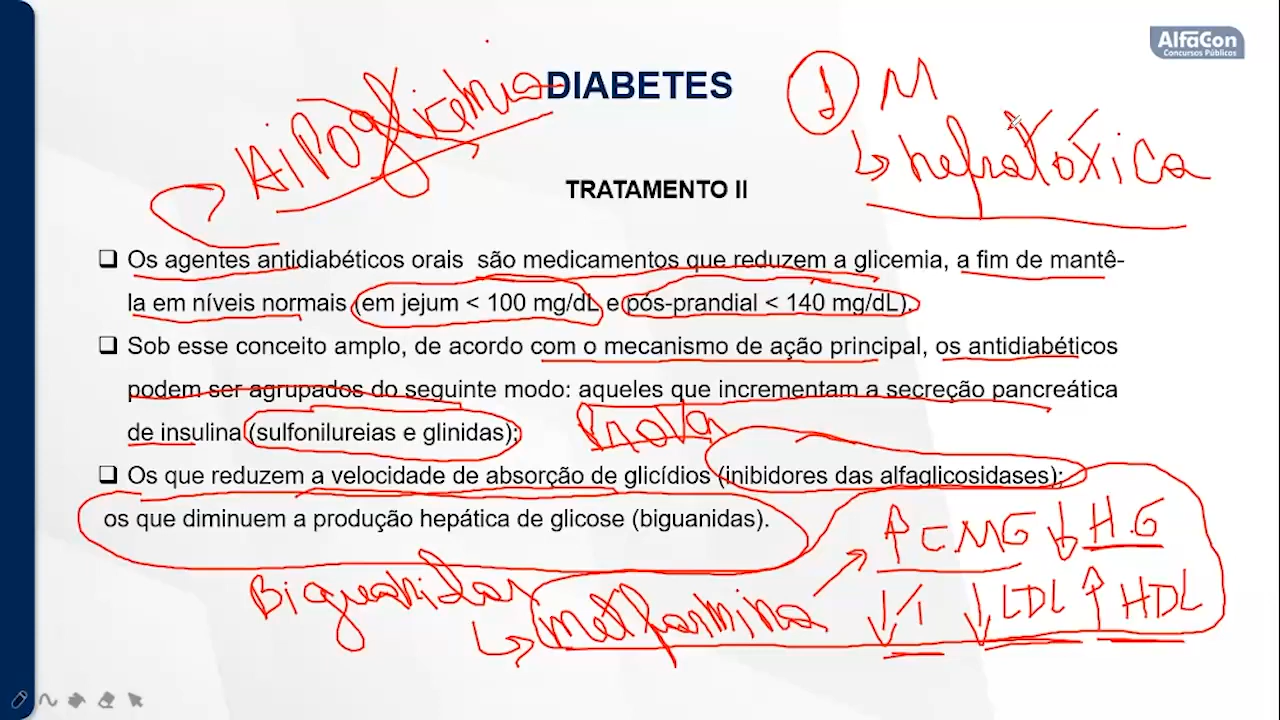 AlfaCon
Concursos Públicos
DIABETES
Hipoglicemia
1 M
hefratóxica
TRATAMENTO II
❑ Os agentes antidiabéticos orais são medicamentos que reduzem a glicemia, a fim de mantê-
la em níveis normais (em jejum < 100 mg/dL e pós-prandial < 140 mg/dL).
❑ Sob esse conceito amplo, de acordo com o mecanismo de ação principal, os antidiabéticos
podem ser agrupados do seguinte modo: aqueles que incrementam a secreção pancreática
de insulina (sulfonilureias e glinidas);
Prova
❑ Os que reduzem a velocidade de absorção de glicídios (inibidores das alfaglicosidases);
os que diminuem a produção hepática de glicose (biguanidas).
↑ CMG ↓ H.G
Biguanidas
↳ metformina
↓ T ↓ LDL ↑ HDL